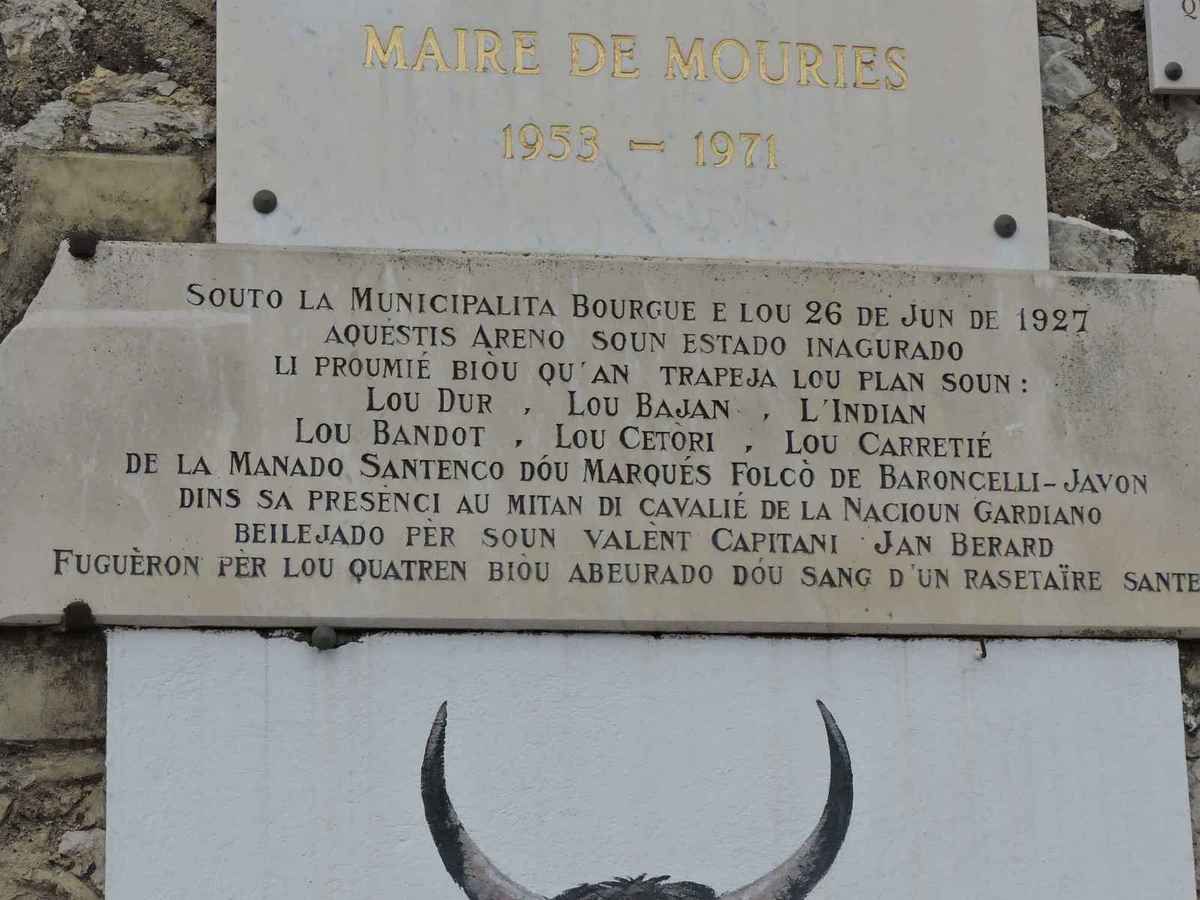 MAIRE DE MOURIES
1953 – 1971
Q
SOUTO LA MUNICIPALITA BOURGUE E LOU 26 DE JUN DE 1927
AQUÉSTIS ARENO SOUN ESTADO INAGURADO
LI PROUMIÉ BIÒU QU'AN TRAPEJA LOU PLAN SOUN :
LOU DUR , LOU BAJAN , L'INDIAN
LOU BANDOT , LOU CETÒRI , LOU CARRETIÉ
DE LA MANADO SANTENCO DÓU MARQUÉS FOLCÒ DE BARONCELLI-JAVON
DINS SA PRESÈNCI AU MITAN DI CAVALIÉ DE LA NACIOUN GARDIANO
BEILEJADO PÈR SOUN VALÈNT CAPITANI JAN BERARD
FUGUÈRON PÈR LOU QUATREN BIÒU ABEURADO DÓU SANG D'UN RASETAÏRE SANTE